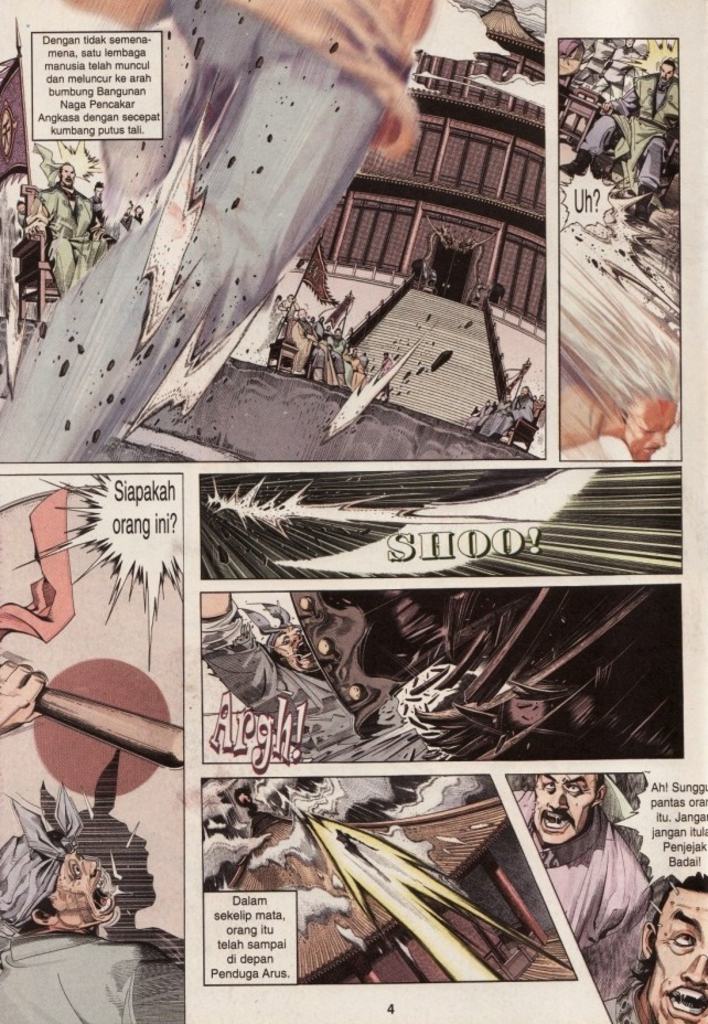 Dengan tidak semena-
mena, satu lembaga
manusia telah muncul
dan meluncur ke arah
bumbung Bangunan
Naga Pencakar
Angkasa dengan secepat
kumbang putus tali.
Uh?
Siapakah
orang ini?
SHOO!
Argh!
Dalam
sekelip mata,
orang itu
telah sampai
di depan
Penduga Arus.
Ah! Sunggu
pantas oran
itu. Jangan
jangan itula
Penjejak
Badai!
4